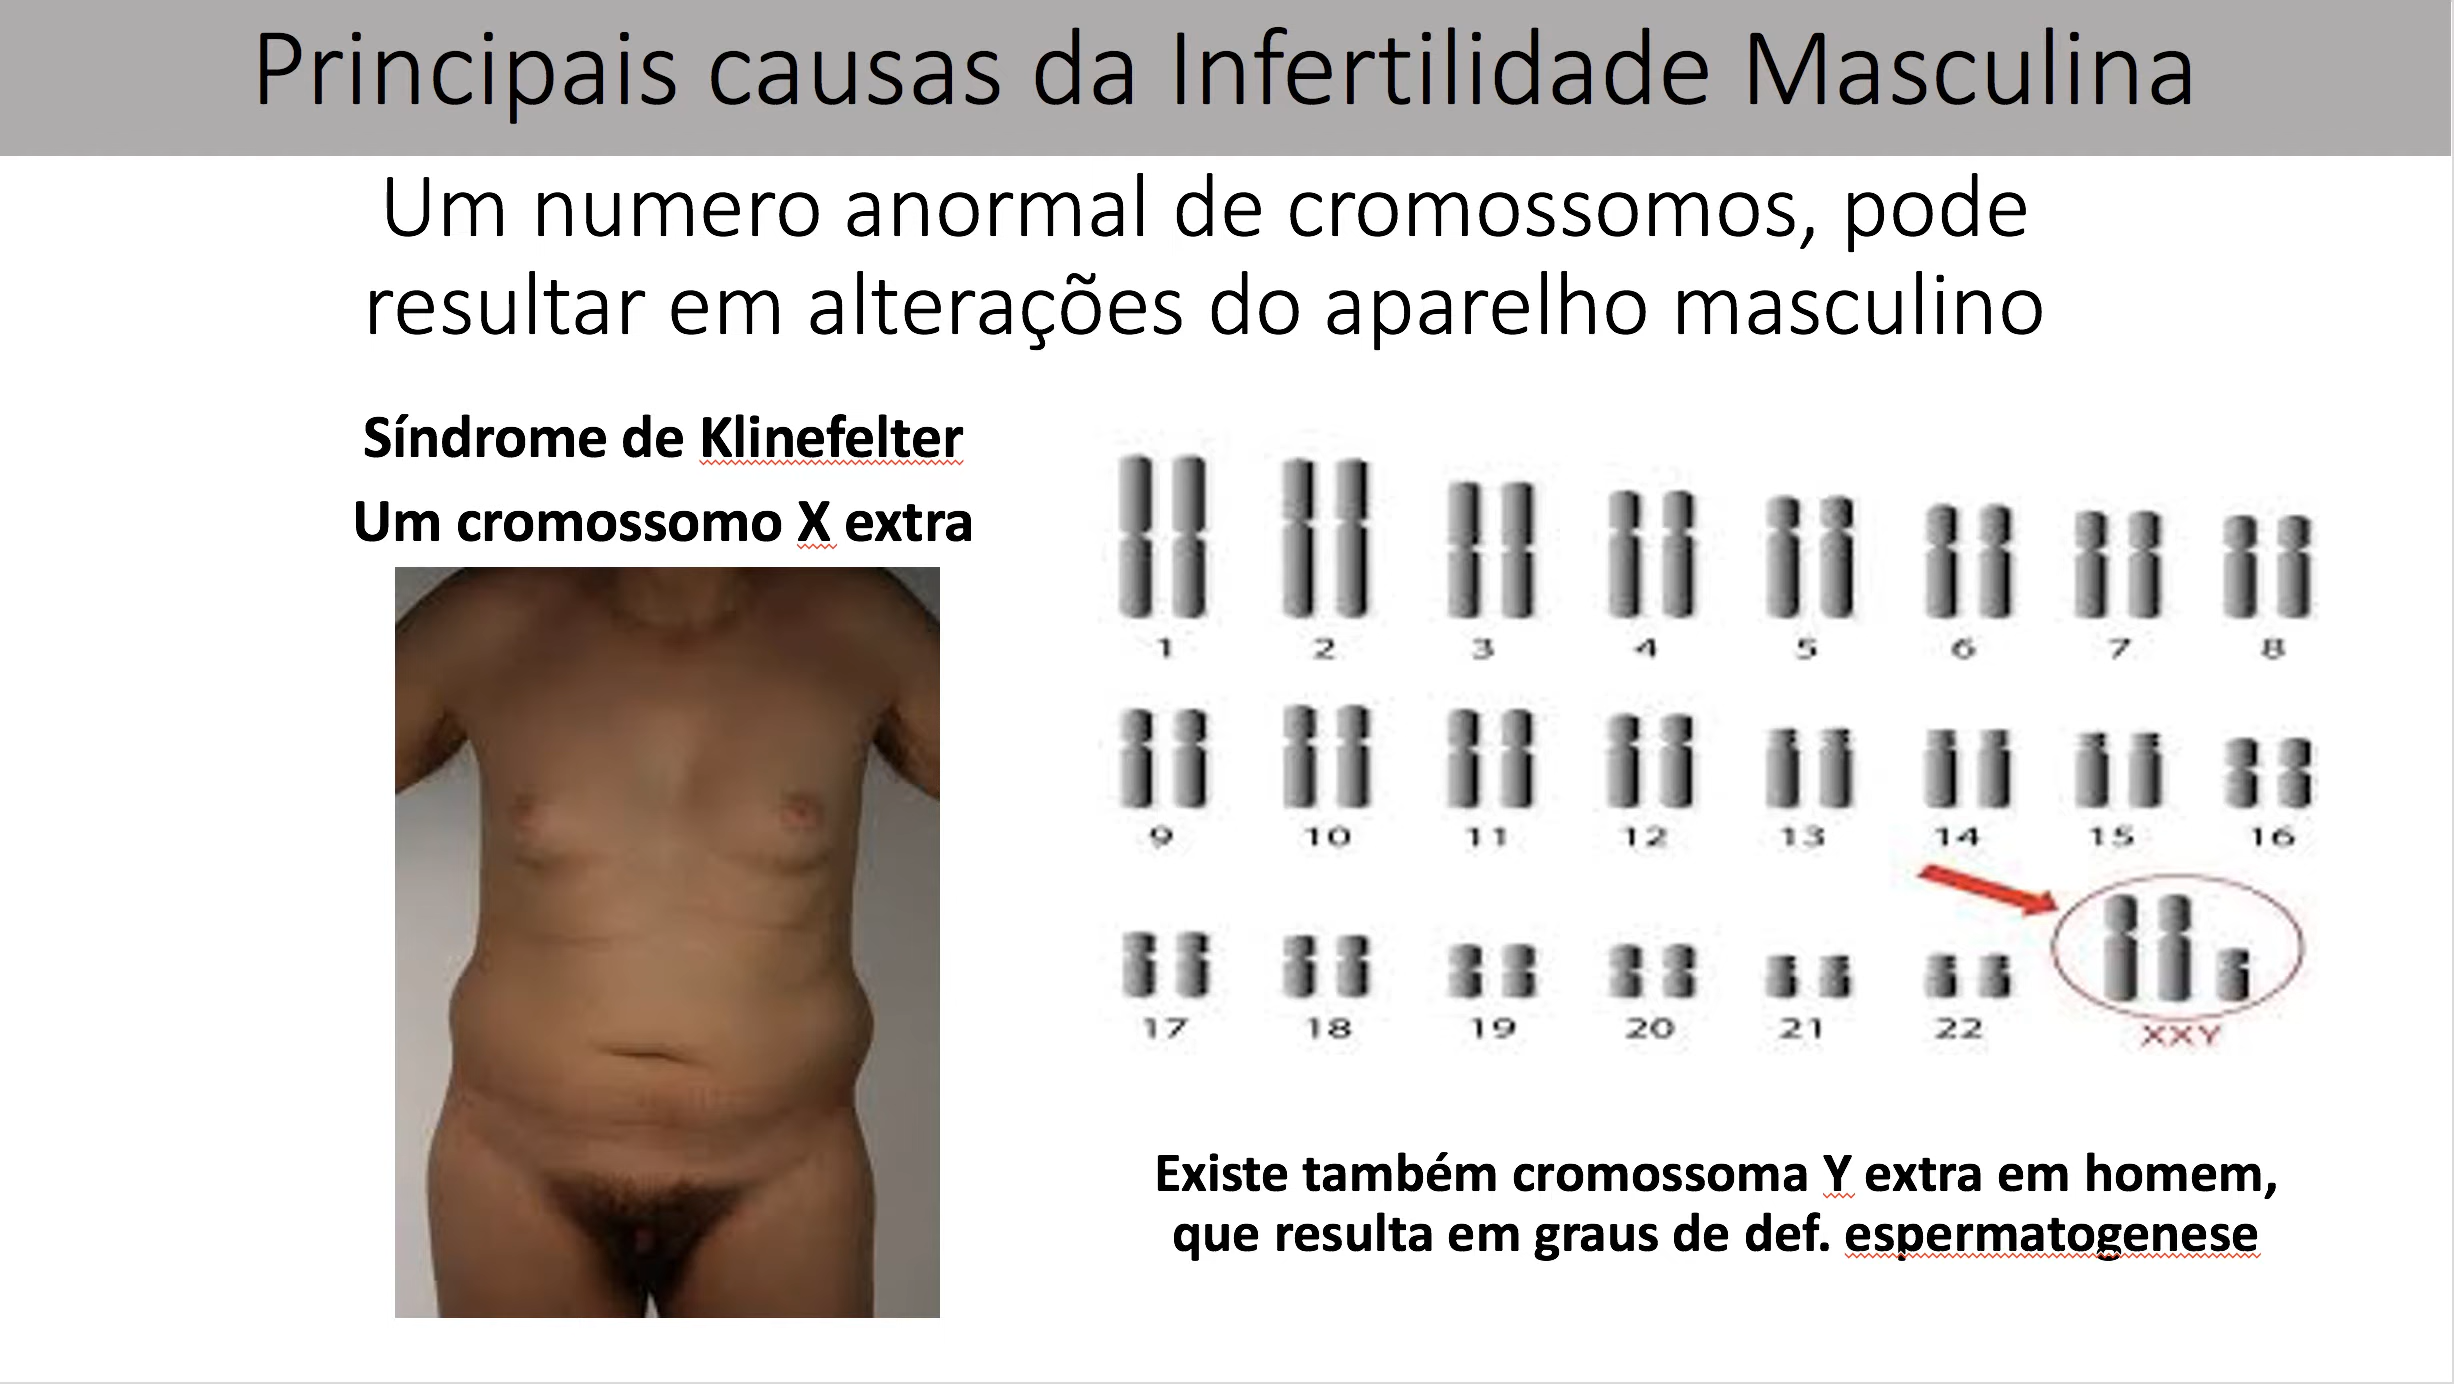 Principais causas da Infertilidade Masculina
Um numero anormal de cromossomos, pode
resultar em alterações do aparelho masculino
Síndrome de Klinefelter
Um cromossomo X extra
1 2 3 4 5 6 7 8
9 10 11 12 13 14 15 16
17 18 19 20 21 22 XXY
Existe também cromossoma Y extra em homem,
que resulta em graus de def. espermatogenese